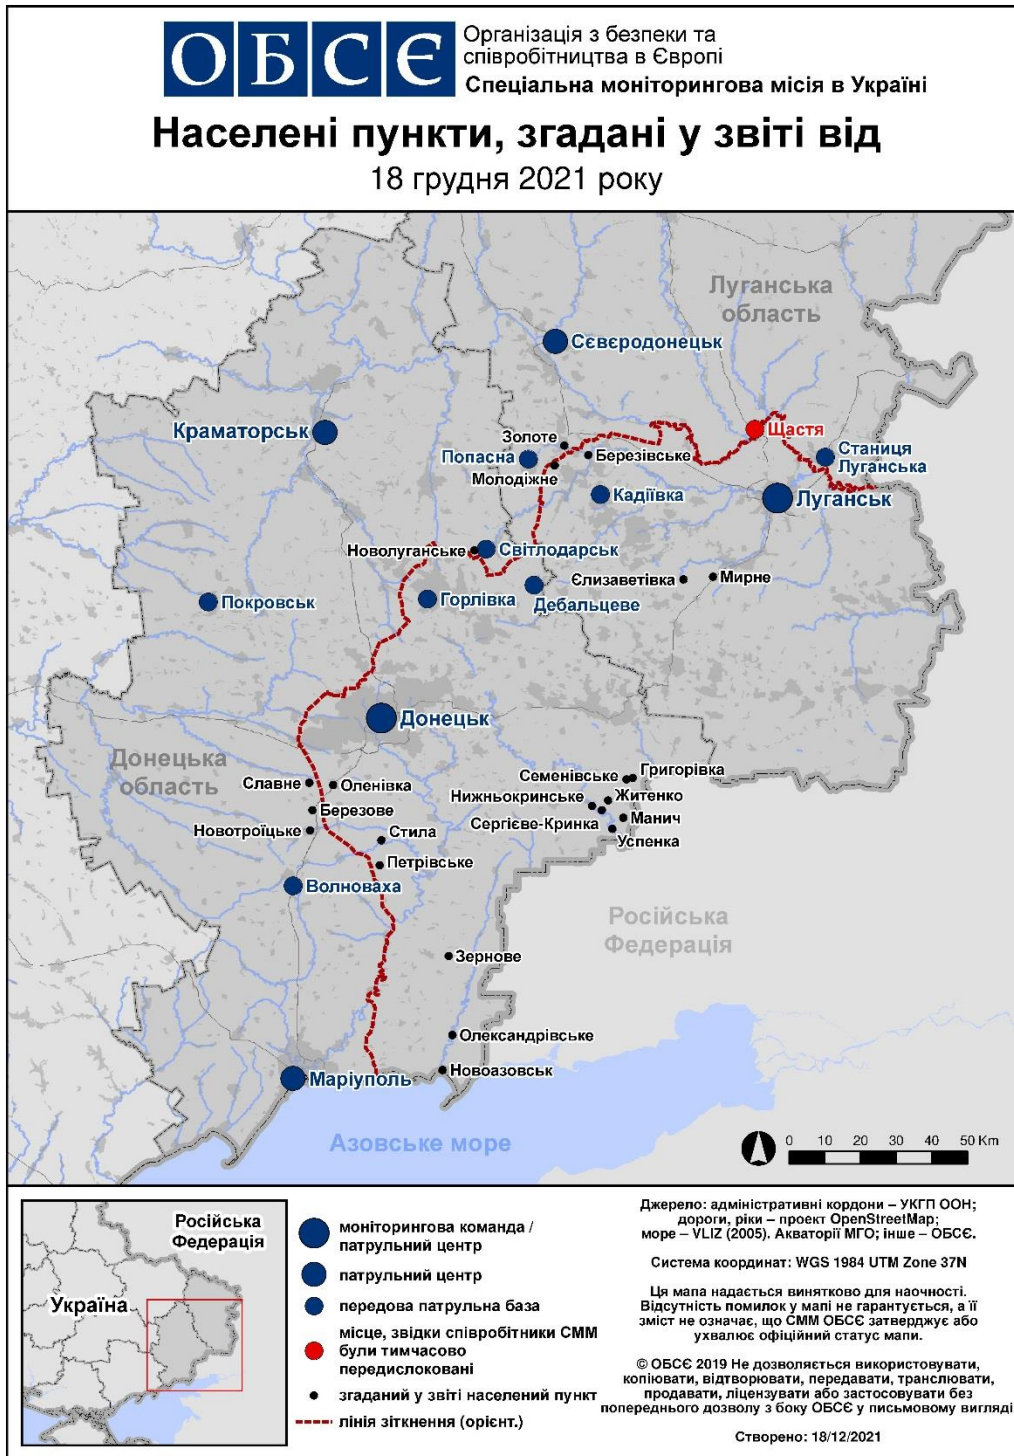 ОБСЄ
Організація з безпеки та
співробітництва в Європі
Спеціальна моніторингова місія в Україні
Населені пункти, згадані у звіті від
18 грудня 2021 року
Луганська
область
Сєвєродонецьк
Краматорськ
Щастя
Золоте
Березівське
Станиця
Луганська
Попасна
Молодіжне
Кадіївка
Луганськ
Новолуганське
Світлодарськ
Єлизаветівка
Мирне
Покровськ
Горлівка
Дебальцеве
Донецьк
Донецька
область
Славне
Оленівка
Семенівське
Григорівка
Нижньокринське
Житенко
Березове
Сергієве-Кринка
Манич
Новотроїцьке
Стила
Успенка
Петрівське
Волноваха
Російська
Федерація
Зернове
Олександрівське
Новоазовськ
Маріуполь
Азовське море
0 10 20 30 40 50 Км
Російська
Федерація
Україна
моніторингова команда /
патрульний центр
патрульний центр
передова патрульна база
місце, звідки співробітники СММ
були тимчасово
передислоковані
згаданий у звіті населений пункт
лінія зіткнення (орієнт.)
Джерело: адміністративні кордони – УКГП ООН;
дороги, ріки – проект OpenStreetMap;
море – VLIZ (2005). Акваторії МГО; інше – ОБСЄ.
Система координат: WGS 1984 UTM Zone 37N
Ця мапа надається винятково для наочності.
Відсутність помилок у мапі не гарантується, а її
зміст не означає, що СММ ОБСЄ затверджує або
ухвалює офіційний статус мапи.
© ОБСЄ 2019 Не дозволяється використовувати,
копіювати, відтворювати, передавати, транслювати,
продавати, ліцензувати або застосовувати без
попереднього дозволу з боку ОБСЄ у письмовому вигляді
Створено: 18/12/2021